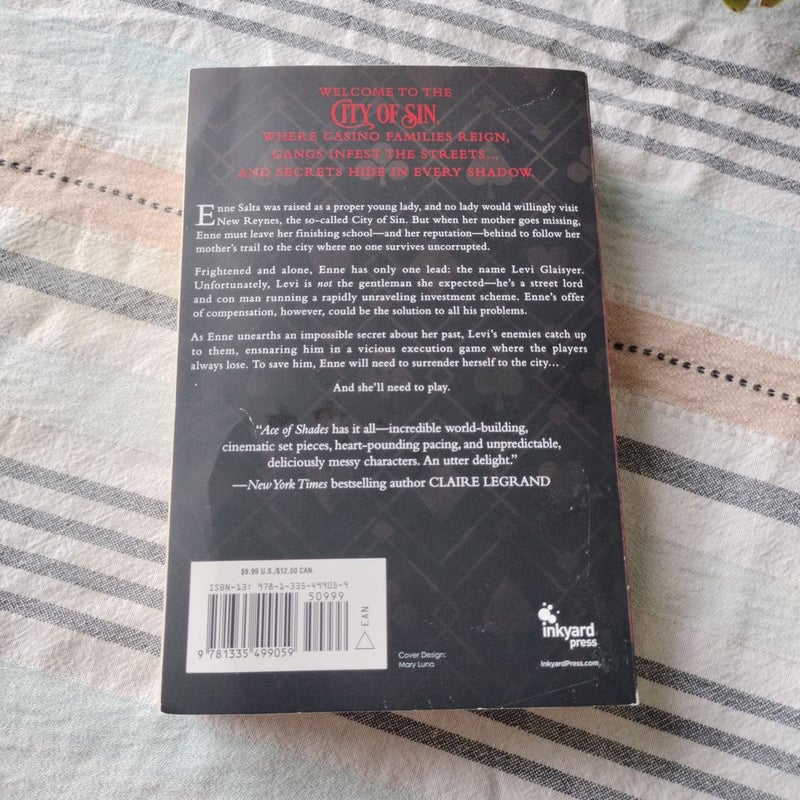 WELCOME TO THE
CITY OF SIN,
WHERE CASINO FAMILIES REIGN,
GANGS INFEST THE STREETS...
AND SECRETS HIDE IN EVERY SHADOW.
Enne Salta was raised as a proper young lady, and no lady would willingly visit
New Reynes, the so-called City of Sin. But when her mother goes missing,
Enne must leave her finishing school—and her reputation—behind to follow her
mother's trail to the city where no one survives uncorrupted.
Frightened and alone, Enne has only one lead: the name Levi Glaisyer.
Unfortunately, Levi is not the gentleman she expected—he's a street lord
and con man running a rapidly unraveling investment scheme. Enne's offer
of compensation, however, could be the solution to all his problems.
As Enne unearths an impossible secret about her past, Levi's enemies catch up
to them, ensnaring him in a vicious execution game where the players
always lose. To save him, Enne will need to surrender herself to the city...
And she'll need to play.
“Ace of Shades has it all—incredible world-building,
cinematic set pieces, heart-pounding pacing, and unpredictable,
deliciously messy characters. An utter delight.”
—New York Times bestselling author CLAIRE LEGRAND
$9.99 U.S./$12.50 CAN.
ISBN-13: 978-1-335-49905-9
50999
EAN
9 781335 499059
Cover Design:
Mary Luna
inkyard
press
InkyardPress.com